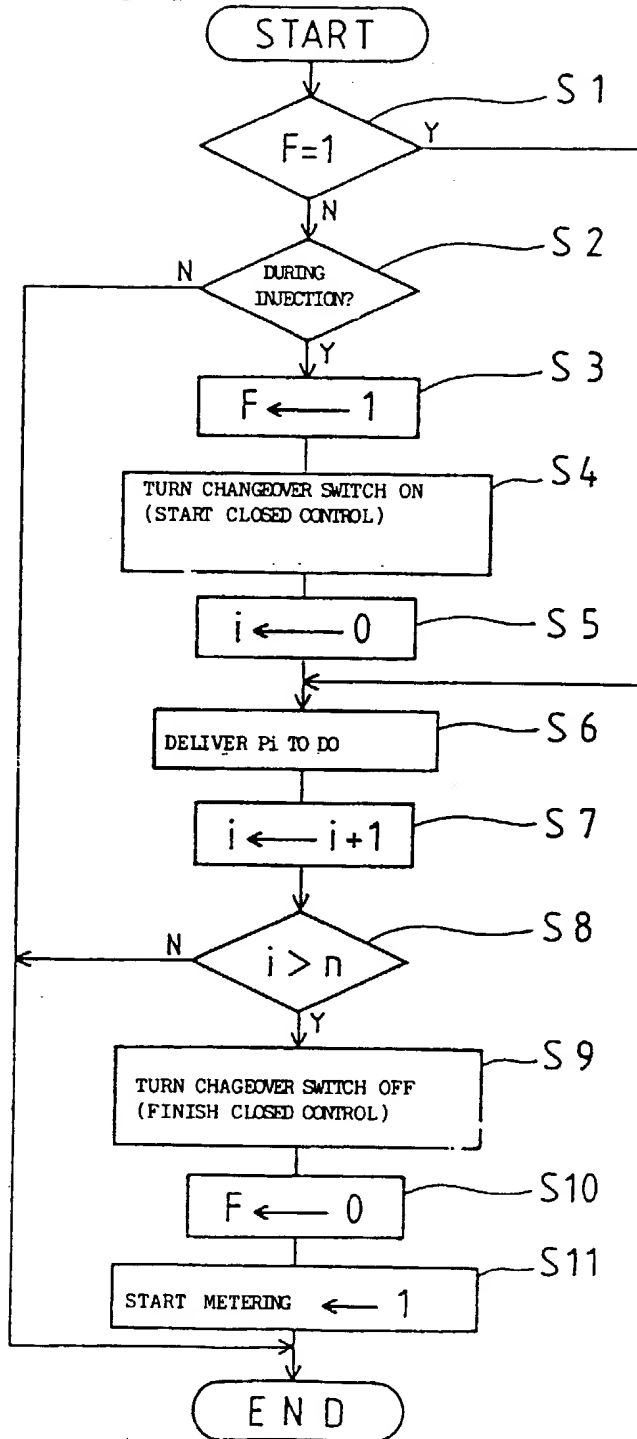 START
S1
F=1
Y
N
S2
N
DURING
INJECTION?
Y
S3
F ← 1
S4
TURN CHANGEOVER SWITCH ON
(START CLOSED CONTROL)
i ← 0
S5
DELIVER Pi TO DO
S6
i ← i+1
S7
S8
N
i > n
Y
S9
TURN CHAGEOVER SWITCH OFF
(FINISH CLOSED CONTROL)
F ← 0
S10
S11
START METERING ← 1
END